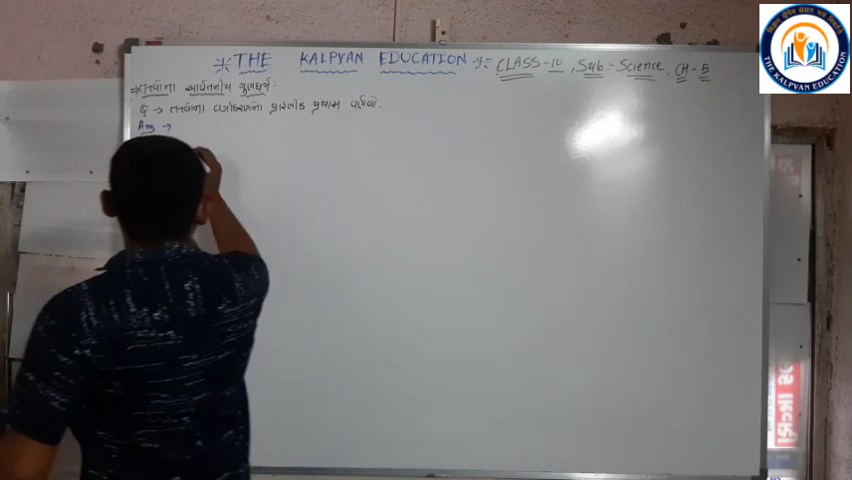 THE KALPVAN EDUCATION CLASS-10, Sub:- Science, CH-5
⇒ તત્ત્વોના આવર્તનીય ગુણધર્મ:
Q → તત્ત્વોના વર્ગીકરણના પ્રારંભિક પ્રયાસ વર્ણવો.
Ans →
THE KALPVAN EDUCATION